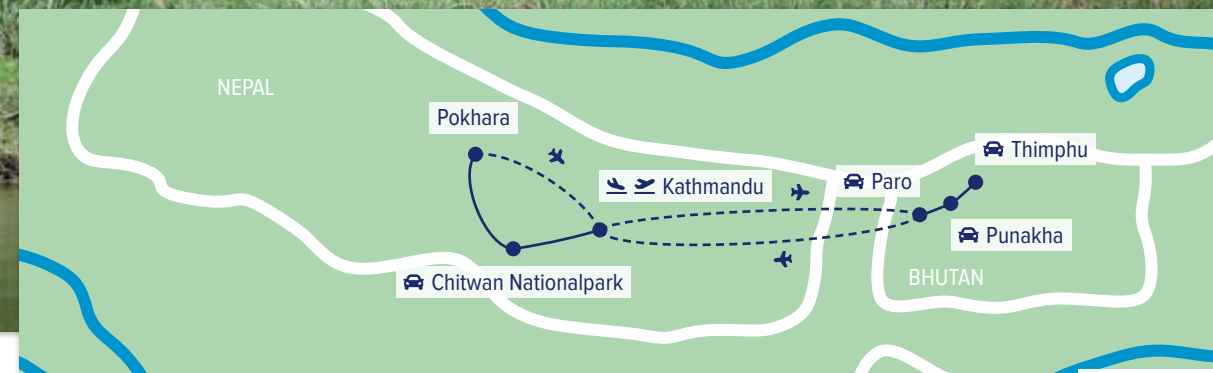 NEPAL
Pokhara
Thimphu
Kathmandu
Paro
Punakha
Chitwan Nationalpark
BHUTAN